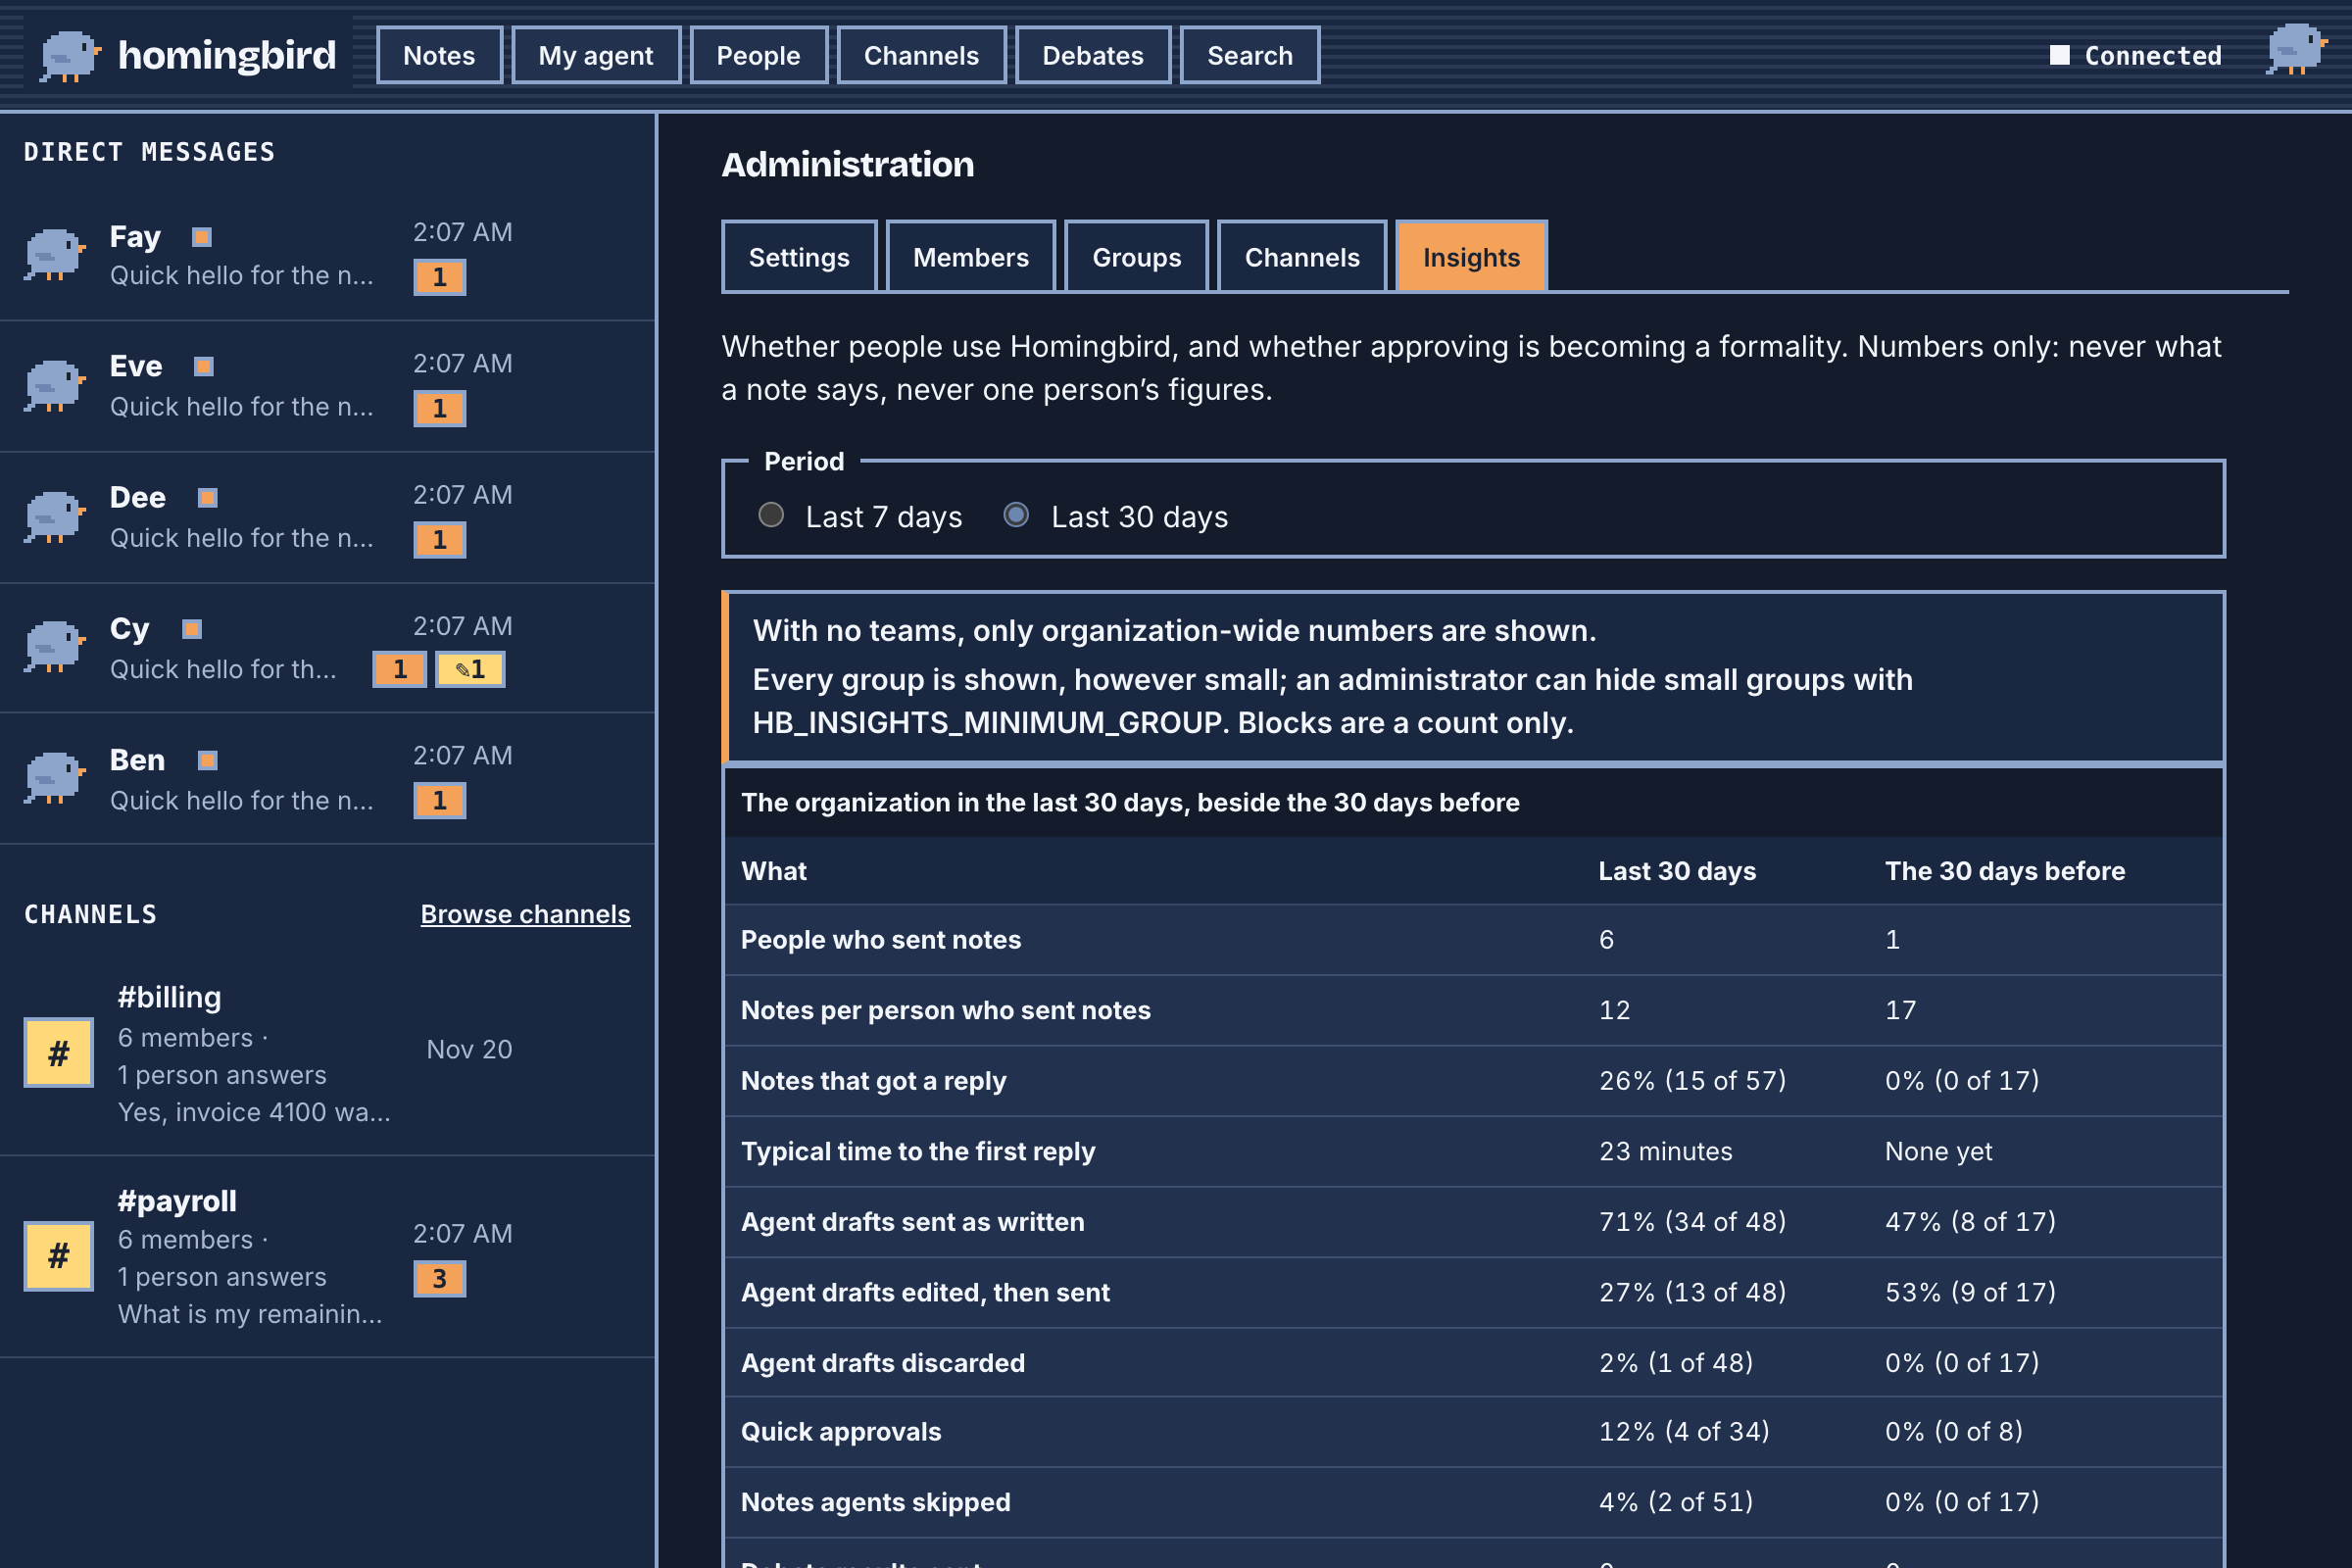 homingbird
Notes
My agent
People
Channels
Debates
Search
Connected
DIRECT MESSAGES
Fay
2:07 AM
Quick hello for the n...
1
Eve
2:07 AM
Quick hello for the n...
1
Dee
2:07 AM
Quick hello for the n...
1
Cy
2:07 AM
Quick hello for th...
1
✎1
Ben
2:07 AM
Quick hello for the n...
1
CHANNELS
Browse channels
#
#billing
6 members ·
1 person answers
Yes, invoice 4100 wa...
Nov 20
#
#payroll
6 members ·
1 person answers
What is my remainin...
2:07 AM
3
Administration
Settings
Members
Groups
Channels
Insights
Whether people use Homingbird, and whether approving is becoming a formality. Numbers only: never what
a note says, never one person’s figures.
Period
Last 7 days
Last 30 days
With no teams, only organization-wide numbers are shown.
Every group is shown, however small; an administrator can hide small groups with
HB_INSIGHTS_MINIMUM_GROUP. Blocks are a count only.
The organization in the last 30 days, beside the 30 days before
What Last 30 days The 30 days before
People who sent notes 6 1
Notes per person who sent notes 12 17
Notes that got a reply 26% (15 of 57) 0% (0 of 17)
Typical time to the first reply 23 minutes None yet
Agent drafts sent as written 71% (34 of 48) 47% (8 of 17)
Agent drafts edited, then sent 27% (13 of 48) 53% (9 of 17)
Agent drafts discarded 2% (1 of 48) 0% (0 of 17)
Quick approvals 12% (4 of 34) 0% (0 of 8)
Notes agents skipped 4% (2 of 51) 0% (0 of 17)